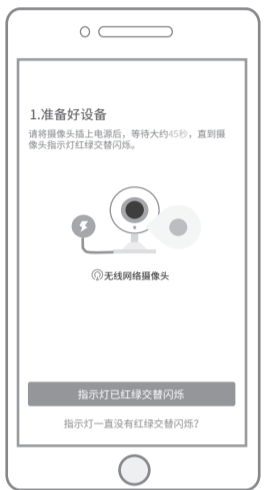 1.准备好设备
请将摄像头插上电源后，等待大约45秒，直到摄
像头指示灯红绿交替闪烁。
无线网络摄像头
指示灯已红绿交替闪烁
指示灯一直没有红绿交替闪烁?